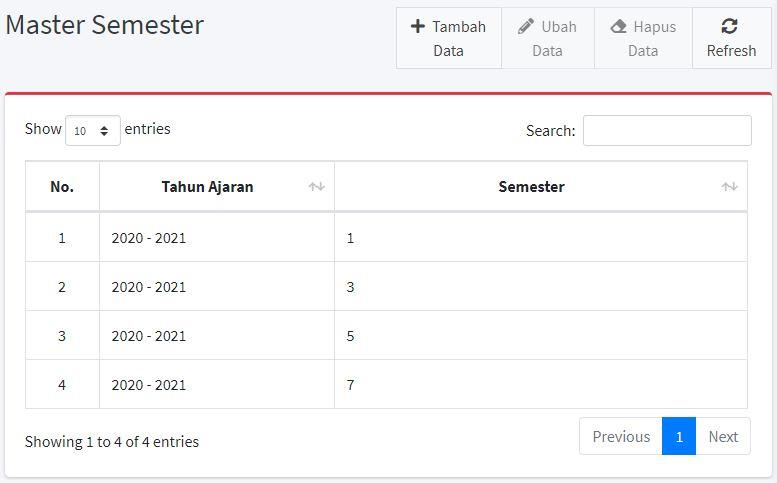 Master Semester
Tambah Data
Ubah Data
Hapus Data
Refresh
Show 10 entries
Search:
No. Tahun Ajaran Semester
1 2020 - 2021 1
2 2020 - 2021 3
3 2020 - 2021 5
4 2020 - 2021 7
Showing 1 to 4 of 4 entries
Previous 1 Next